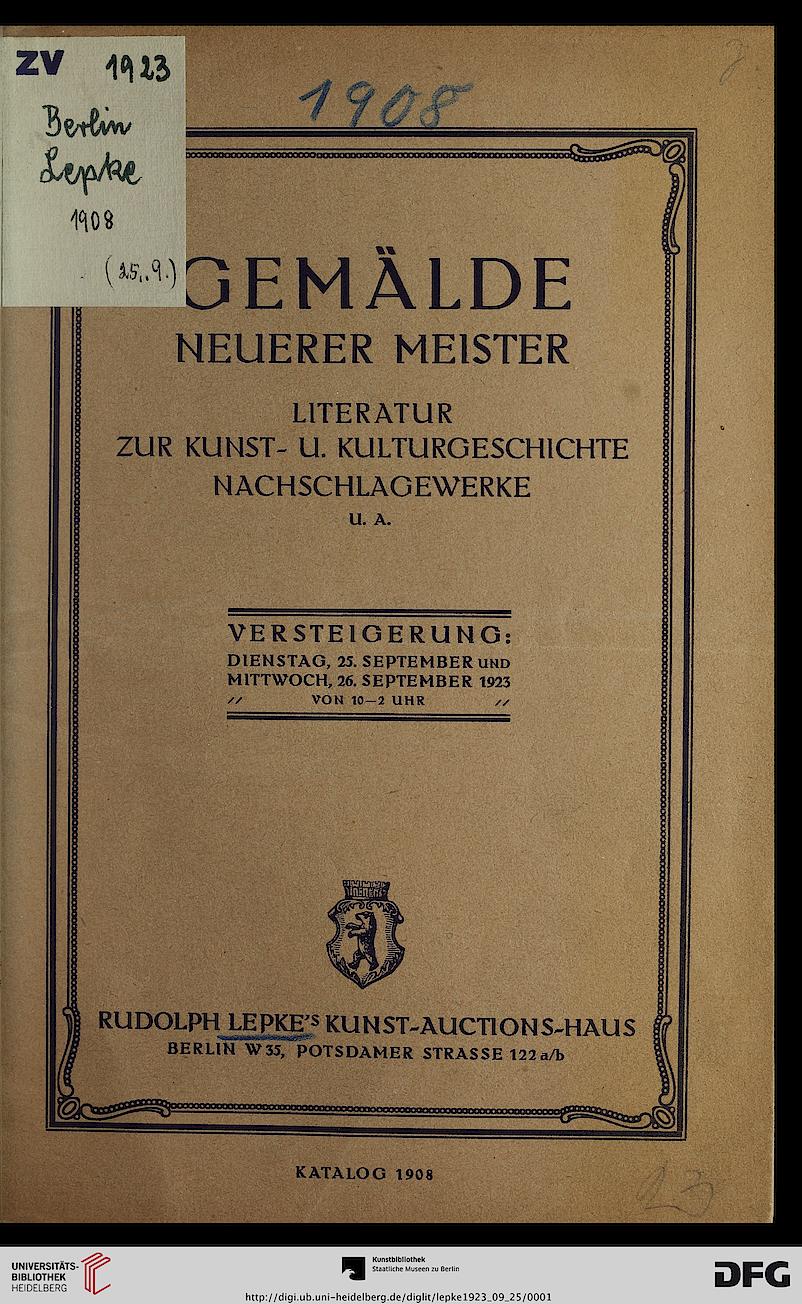 ZV 1923
Berlin
Lepke
1908
(25.9.)
1908
GEMÄLDE
NEUERER MEISTER
LITERATUR
ZUR KUNST- U. KULTURGESCHICHTE
NACHSCHLAGEWERKE
U. A.
VERSTEIGERUNG:
DIENSTAG, 25. SEPTEMBER UND
MITTWOCH, 26. SEPTEMBER 1923
// VON 10—2 UHR //
RUDOLPH LEPKE'S KUNST-AUCTIONS-HAUS
BERLIN W 35, POTSDAMER STRASSE 122 a/b
KATALOG 1908
23
UNIVERSITÄTS-
BIBLIOTHEK
HEIDELBERG
Kunstbibliothek
Staatliche Museen zu Berlin
http://digi.ub.uni-heidelberg.de/diglit/lepke1923_09_25/0001
DFG